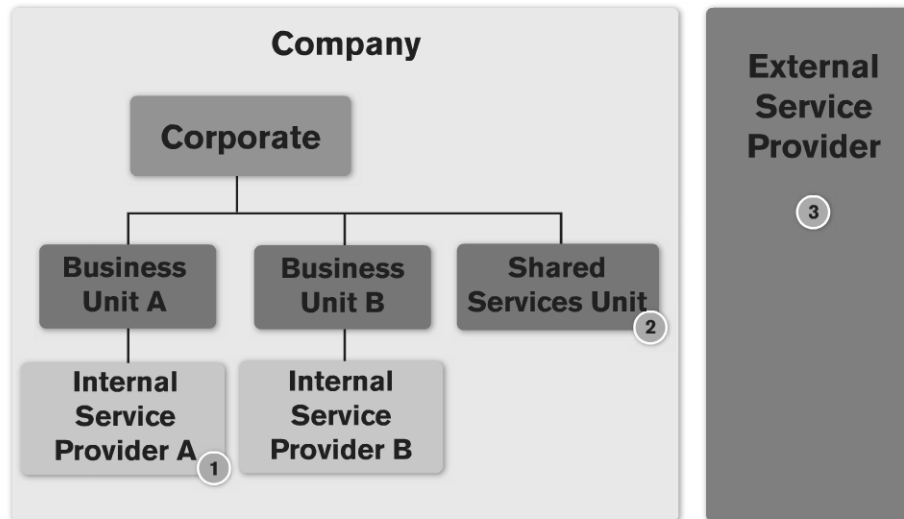 Company
External
Service
Provider
3
Corporate
Business
Unit A
Business
Unit B
Shared
Services Unit
2
Internal
Service
Provider A
1
Internal
Service
Provider B